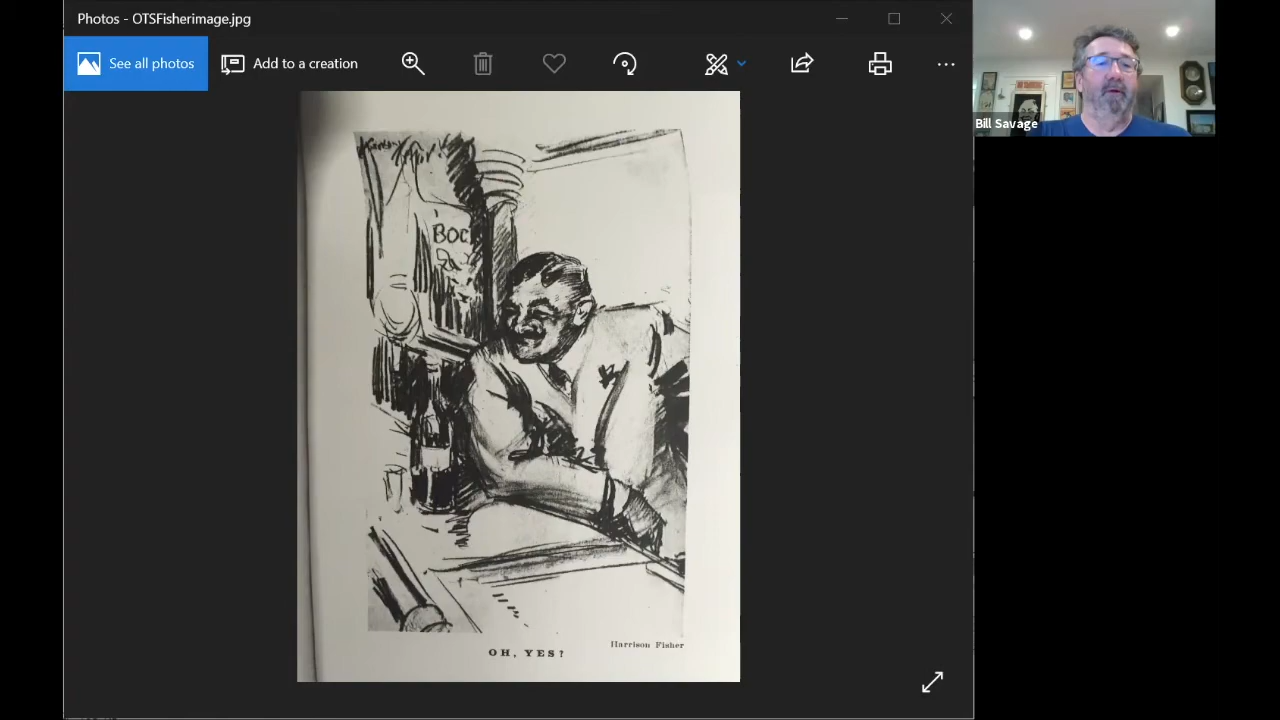 Photos - OTSFisherimage.jpg
See all photos
Add to a creation
Bill Savage
BOC
Harrison Fisher
OH, YES?